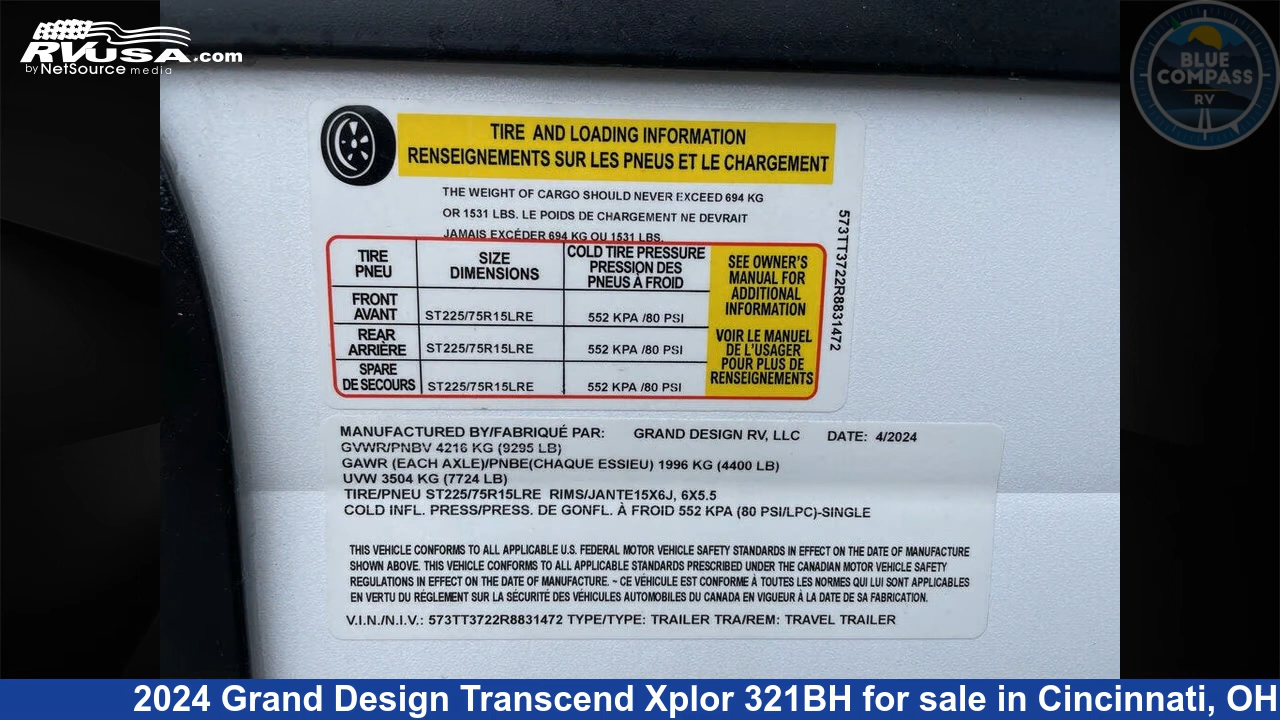 RVUSA.com
by NetSource media
BLUE
COMPASS
RV
TIRE AND LOADING INFORMATION
RENSEIGNEMENTS SUR LES PNEUS ET LE CHARGEMENT
THE WEIGHT OF CARGO SHOULD NEVER EXCEED 694 KG
OR 1531 LBS. LE POIDS DE CHARGEMENT NE DEVRAIT
JAMAIS EXCÉDER 694 KG OU 1531 LBS.
TIRE
PNEU
SIZE
DIMENSIONS
COLD TIRE PRESSURE
PRESSION DES
PNEUS À FROID
FRONT
AVANT
ST225/75R15LRE
552 KPA /80 PSI
REAR
ARRIÈRE
ST225/75R15LRE
552 KPA /80 PSI
SPARE
DE SECOURS
ST225/75R15LRE
552 KPA /80 PSI
SEE OWNER'S
MANUAL FOR
ADDITIONAL
INFORMATION
VOIR LE MANUEL
DE L'USAGER
POUR PLUS DE
RENSEIGNEMENTS
573TT3722R8831472
MANUFACTURED BY/FABRIQUÉ PAR: GRAND DESIGN RV, LLC DATE: 4/2024
GVWR/PNBV 4216 KG (9295 LB)
GAWR (EACH AXLE)/PNBE(CHAQUE ESSIEU) 1996 KG (4400 LB)
UVW 3504 KG (7724 LB)
TIRE/PNEU ST225/75R15LRE RIMS/JANTE15X6J, 6X5.5
COLD INFL. PRESS/PRESS. DE GONFL. À FROID 552 KPA (80 PSI/LPC)-SINGLE
THIS VEHICLE CONFORMS TO ALL APPLICABLE U.S. FEDERAL MOTOR VEHICLE SAFETY STANDARDS IN EFFECT ON THE DATE OF MANUFACTURE
SHOWN ABOVE. THIS VEHICLE CONFORMS TO ALL APPLICABLE STANDARDS PRESCRIBED UNDER THE CANADIAN MOTOR VEHICLE SAFETY
REGULATIONS IN EFFECT ON THE DATE OF MANUFACTURE. ~ CE VÉHICULE EST CONFORME À TOUTES LES NORMES QUI LUI SONT APPLICABLES
EN VERTU DU RÉGLEMENT SUR LA SÉCURITÉ DES VÉHICULES AUTOMOBILES DU CANADA EN VIGUEUR À LA DATE DE SA FABRICATION.
V.I.N./N.I.V.: 573TT3722R8831472 TYPE/TYPE: TRAILER TRA/REM: TRAVEL TRAILER
2024 Grand Design Transcend Xplor 321BH for sale in Cincinnati, OH